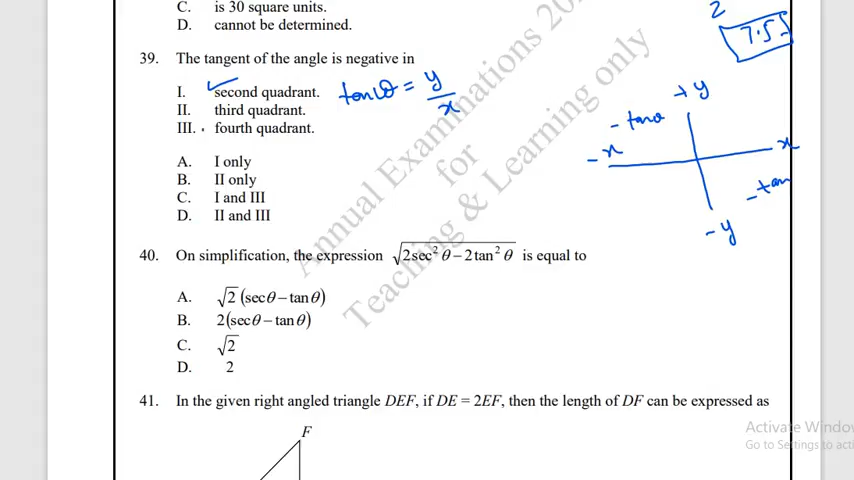 C. is 30 square units.
D. cannot be determined.
2
7.5
39. The tangent of the angle is negative in
I. second quadrant.
II. third quadrant.
III. fourth quadrant.
tanθ = y/x
+y
- tanθ
-x
x
-tan
-y
A. I only
B. II only
C. I and III
D. II and III
40. On simplification, the expression √(2sec²θ − 2tan²θ) is equal to
A. √2(secθ − tanθ)
B. 2(secθ − tanθ)
C. √2
D. 2
41. In the given right angled triangle DEF, if DE = 2EF, then the length of DF can be expressed as
F
Annual Examinations 20
for
Teaching & Learning only
Activate Windo
Go to Settings to acti